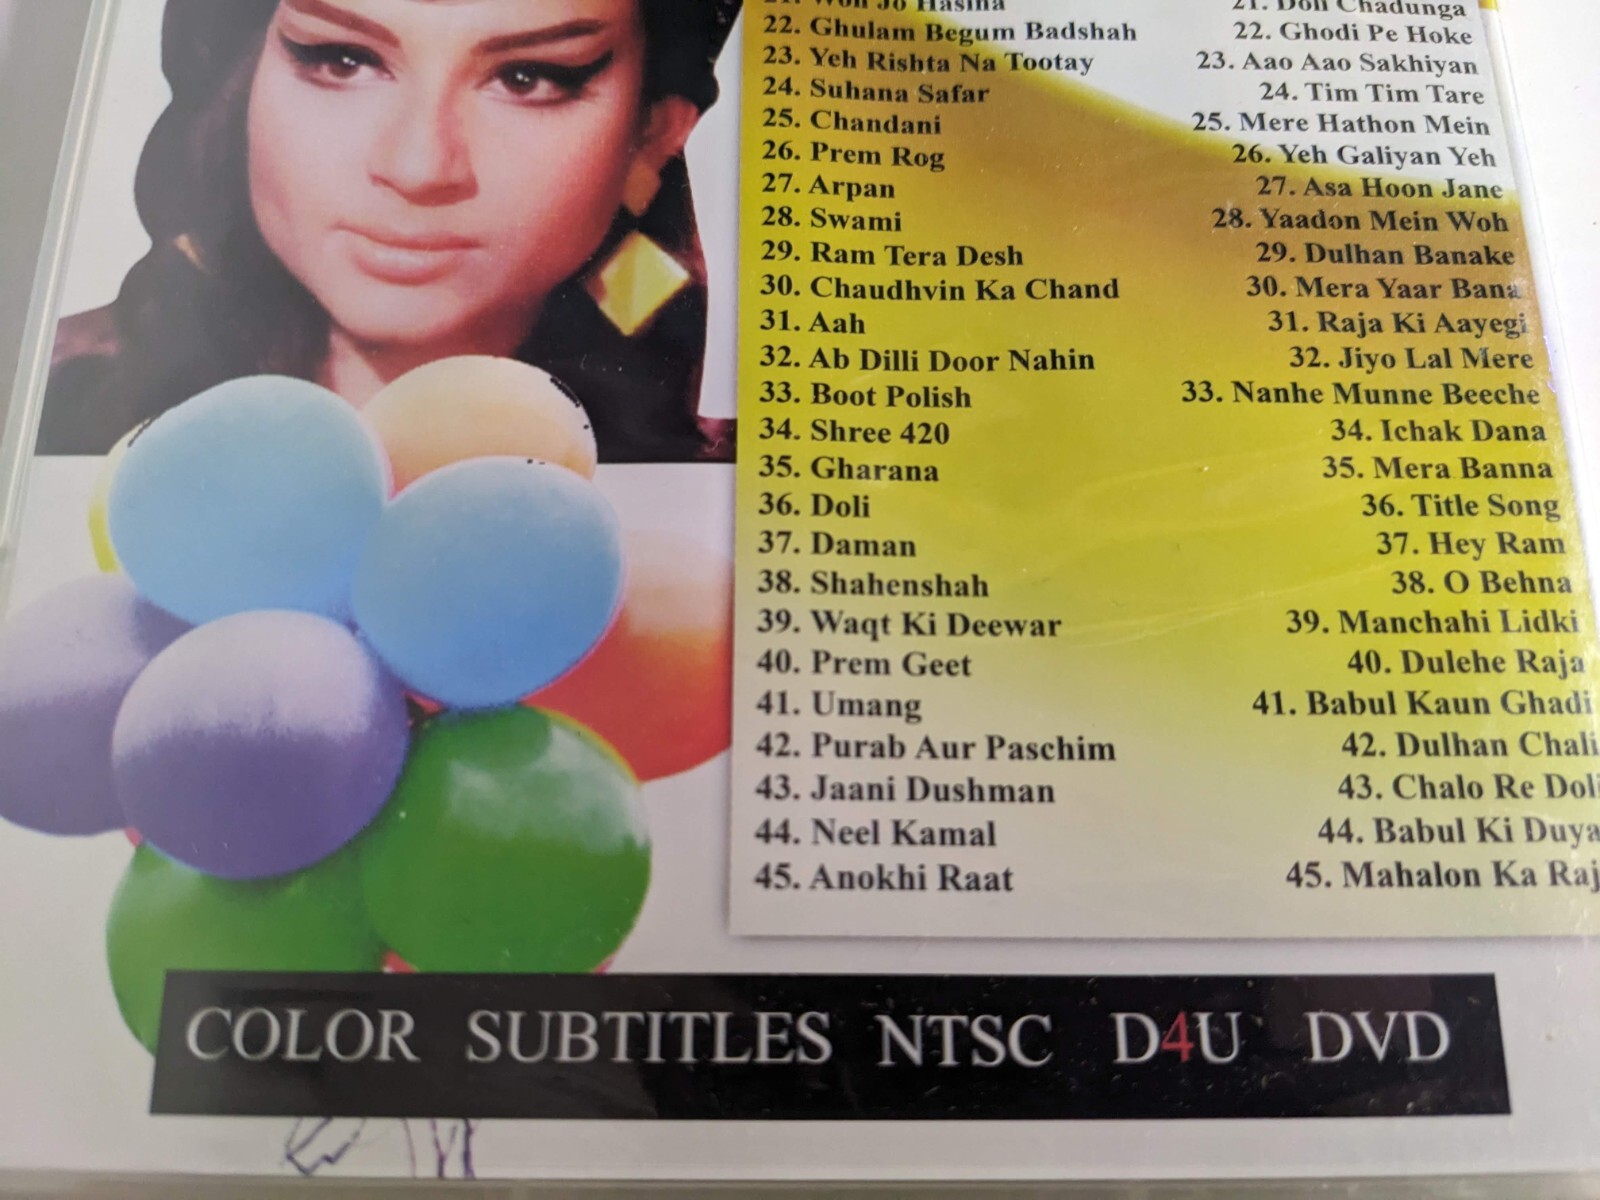 21. Woh Jo Hasina 21. Doli Chadunga
22. Ghulam Begum Badshah 22. Ghodi Pe Hoke
23. Yeh Rishta Na Tootay 23. Aao Aao Sakhiyan
24. Suhana Safar 24. Tim Tim Tare
25. Chandani 25. Mere Hathon Mein
26. Prem Rog 26. Yeh Galiyan Yeh
27. Arpan 27. Asa Hoon Jane
28. Swami 28. Yaadon Mein Woh
29. Ram Tera Desh 29. Dulhan Banake
30. Chaudhvin Ka Chand 30. Mera Yaar Bana
31. Aah 31. Raja Ki Aayegi
32. Ab Dilli Door Nahin 32. Jiyo Lal Mere
33. Boot Polish 33. Nanhe Munne Beeche
34. Shree 420 34. Ichak Dana
35. Gharana 35. Mera Banna
36. Doli 36. Title Song
37. Daman 37. Hey Ram
38. Shahenshah 38. O Behna
39. Waqt Ki Deewar 39. Manchahi Lidki
40. Prem Geet 40. Dulehe Raja
41. Umang 41. Babul Kaun Ghadi
42. Purab Aur Paschim 42. Dulhan Chali
43. Jaani Dushman 43. Chalo Re Doli
44. Neel Kamal 44. Babul Ki Duya
45. Anokhi Raat 45. Mahalon Ka Raj
COLOR SUBTITLES NTSC D4U DVD